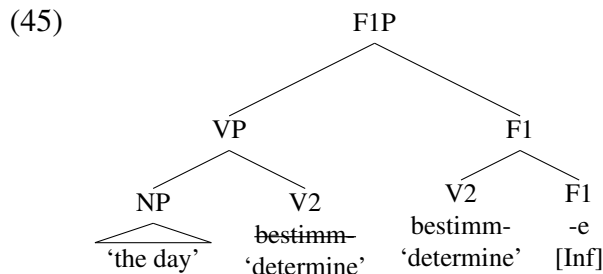 (45)
F1P
VP F1
NP V2 V2 F1
bestimm- bestimm- -e
‘the day’ ‘determine’ ‘determine’ [Inf]